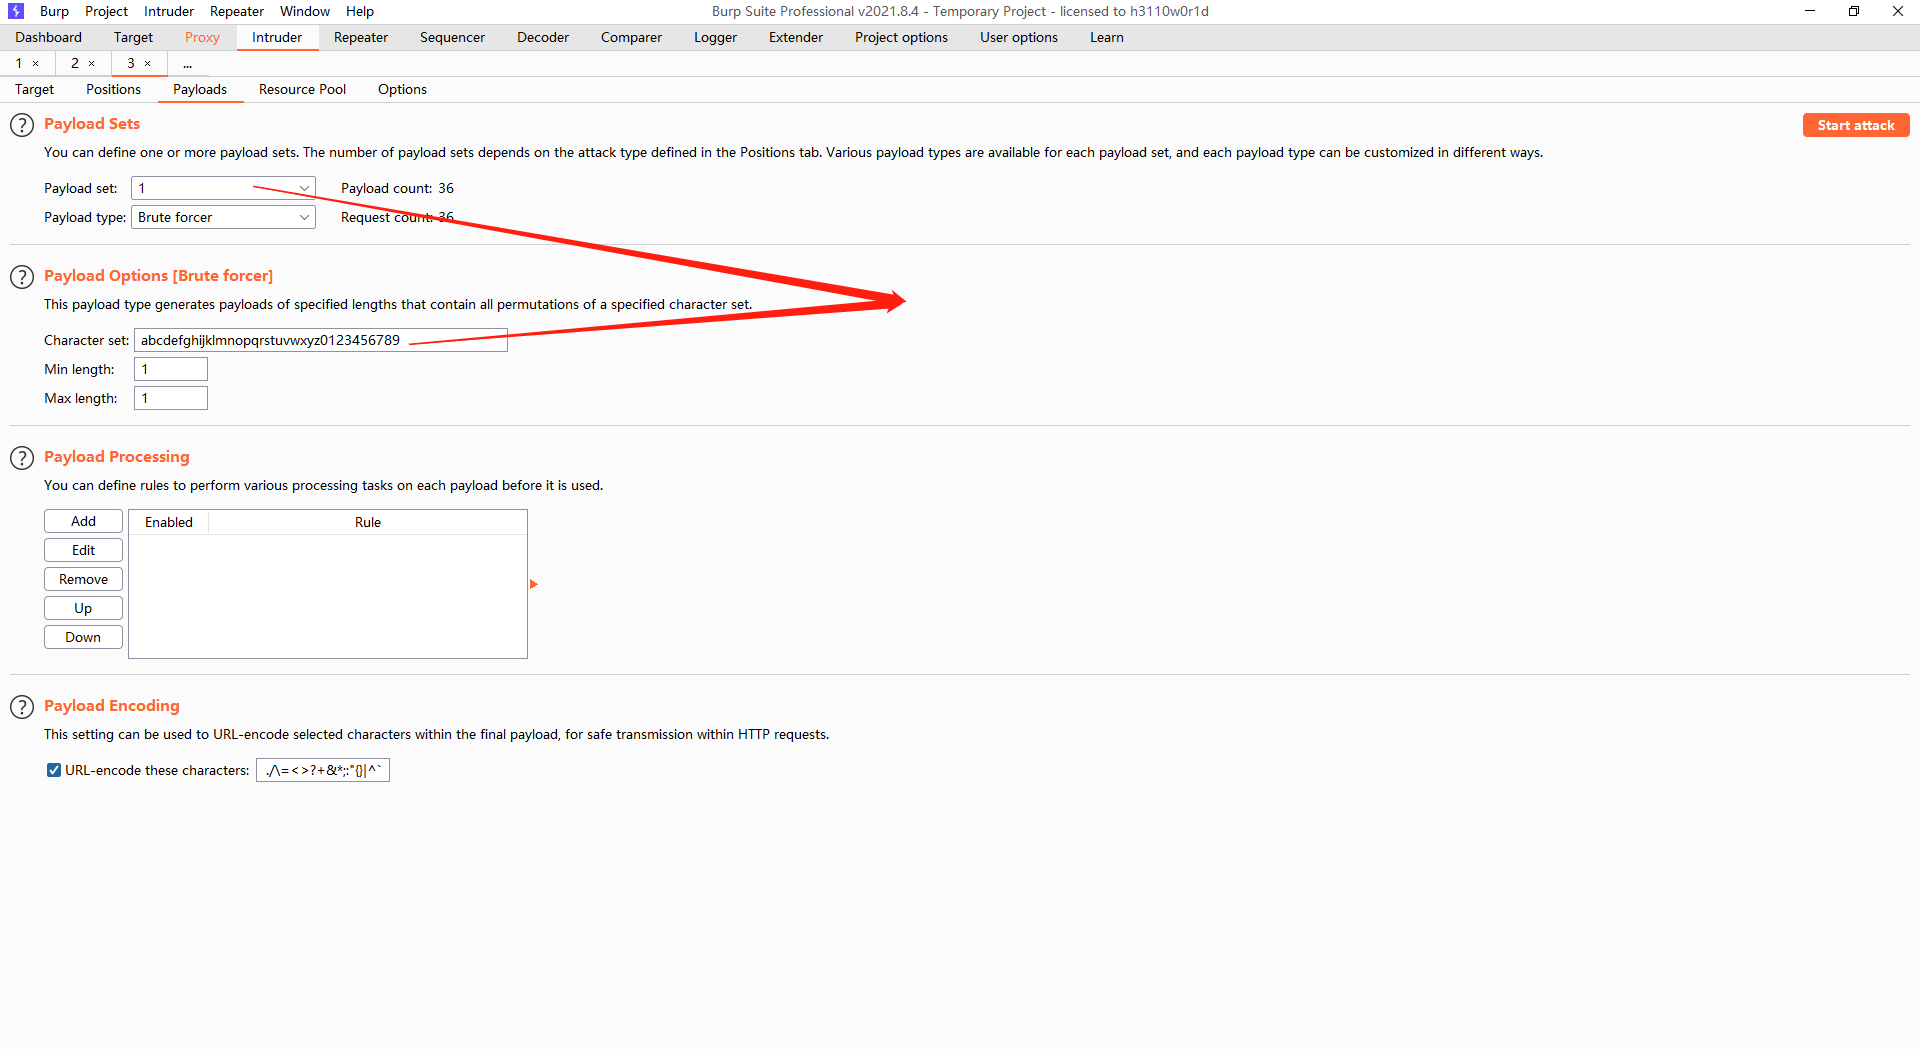 Burp Project Intruder Repeater Window Help Burp Suite Professional v2021.8.4 - Temporary Project - licensed to h3110w0r1d
Dashboard Target Proxy Intruder Repeater Sequencer Decoder Comparer Logger Extender Project options User options Learn
1 × 2 × 3 × ...
Target Positions Payloads Resource Pool Options
? Payload Sets Start attack
You can define one or more payload sets. The number of payload sets depends on the attack type defined in the Positions tab. Various payload types are available for each payload set, and each payload type can be customized in different ways.
Payload set: 1 Payload count: 36
Payload type: Brute forcer Request count: 36
? Payload Options [Brute forcer]
This payload type generates payloads of specified lengths that contain all permutations of a specified character set.
Character set: abcdefghijklmnopqrstuvwxyz0123456789
Min length: 1
Max length: 1
? Payload Processing
You can define rules to perform various processing tasks on each payload before it is used.
Add Enabled Rule
Edit
Remove
Up
Down
? Payload Encoding
This setting can be used to URL-encode selected characters within the final payload, for safe transmission within HTTP requests.
URL-encode these characters: ./\=<>?+&*;:"{}|^`